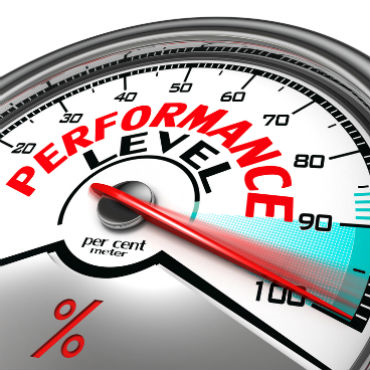 20 30 40 50 60 70 80 90 100
PERFORMANCE
LEVEL
per cent
meter
%